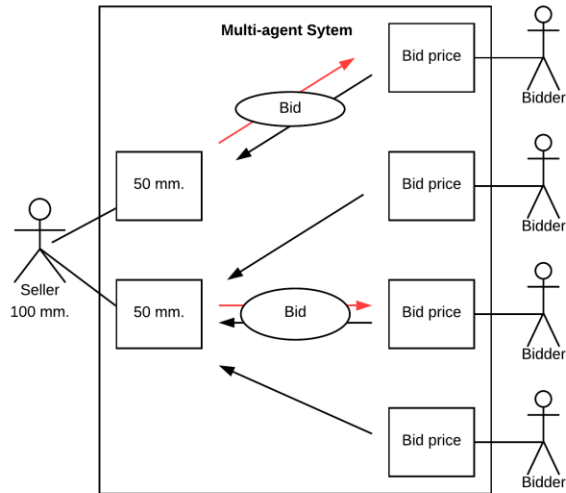 Multi-agent Sytem
Bid price
Bidder
Bid
50 mm.
Bid price
Bidder
Seller
100 mm.
50 mm.
Bid
Bid price
Bidder
Bid price
Bidder